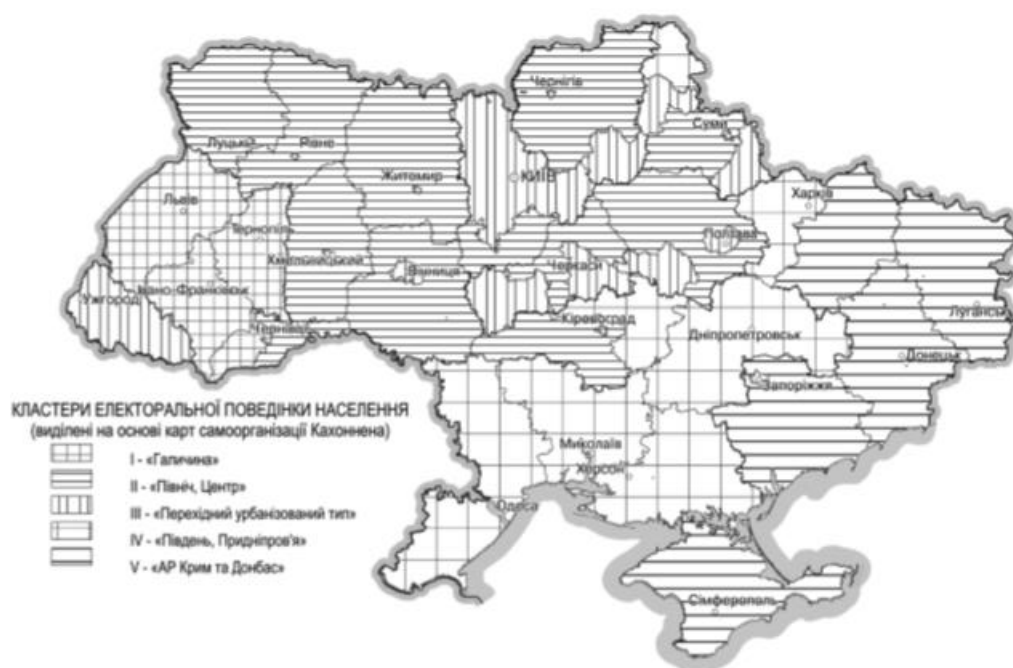 Чернігів
Суми
Луцьк
Рівне
Житомир
КИЇВ
Харків
Львів
Тернопіль
Полтава
Хмельницький
Вінниця
Черкаси
Івано-Франківськ
Ужгород
Луганськ
Кіровоград
Дніпропетровськ
Чернівці
Донецьк
Запоріжжя
КЛАСТЕРИ ЕЛЕКТОРАЛЬНОЇ ПОВЕДІНКИ НАСЕЛЕННЯ
(виділені на основі карт самоорганізації Кахоннена)
Миколаїв
I - «Галичина»
Херсон
II - «Північ, Центр»
Одеса
III - «Перехідний урбанізований тип»
IV - «Південь, Придніпров'я»
V - «АР Крим та Донбас»
Сімферополь